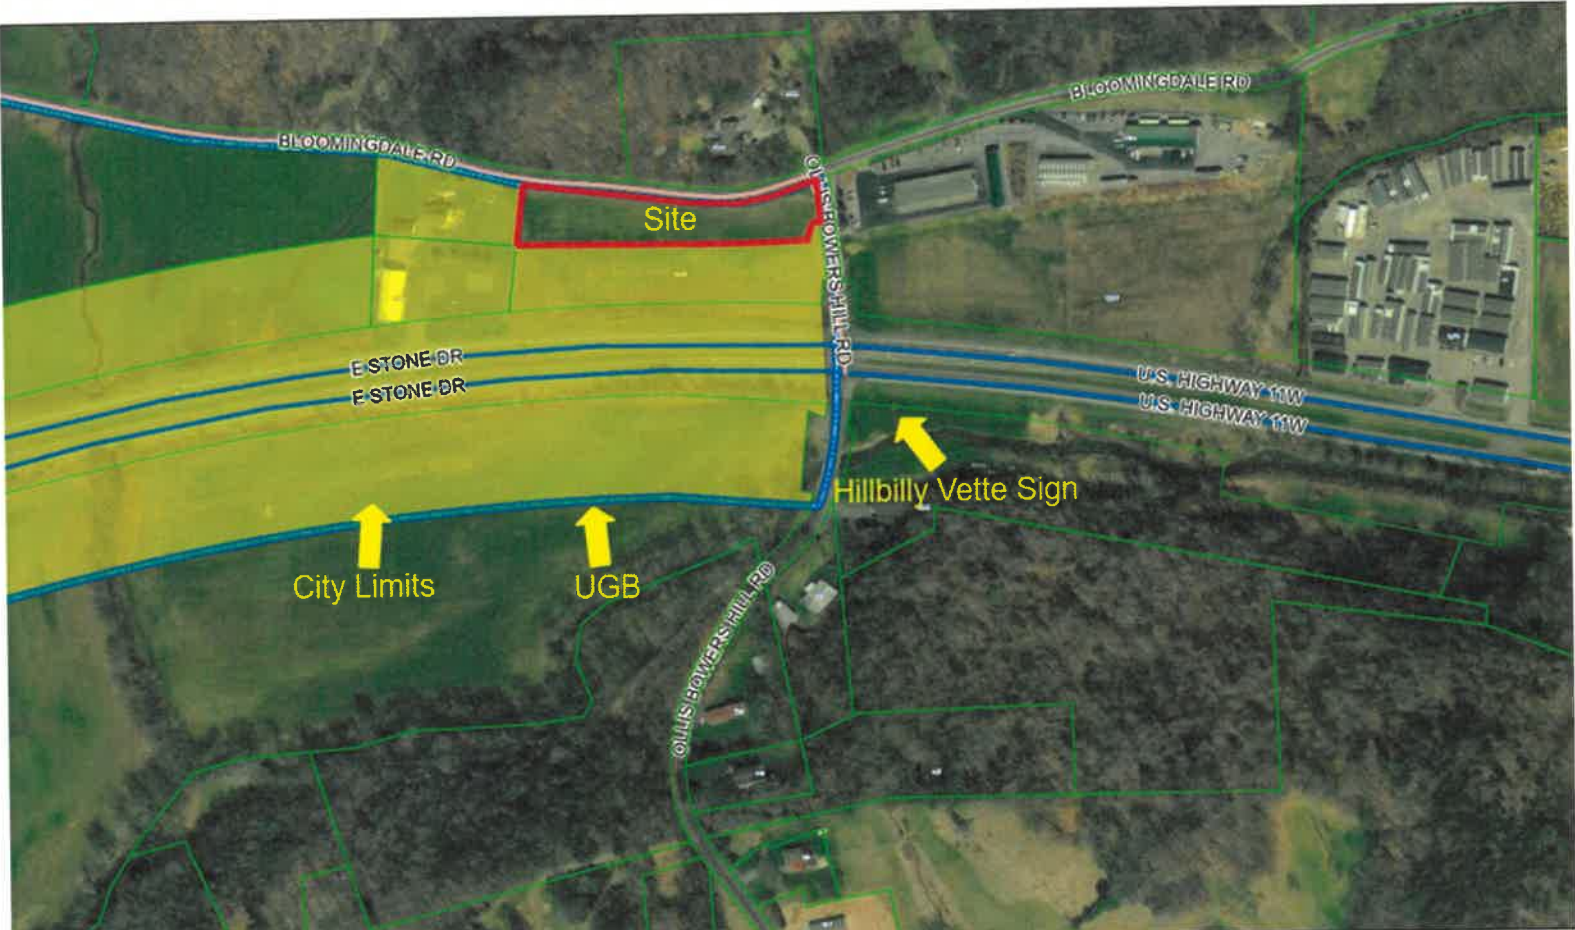 BLOOMINGDALE RD
BLOOMINGDALE RD
Site
OLLIS BOWERS HILL RD
E STONE DR
E STONE DR
U.S. HIGHWAY 11W
U.S. HIGHWAY 11W
Hillbilly Vette Sign
City Limits
UGB
OLLIS BOWERS HILL RD